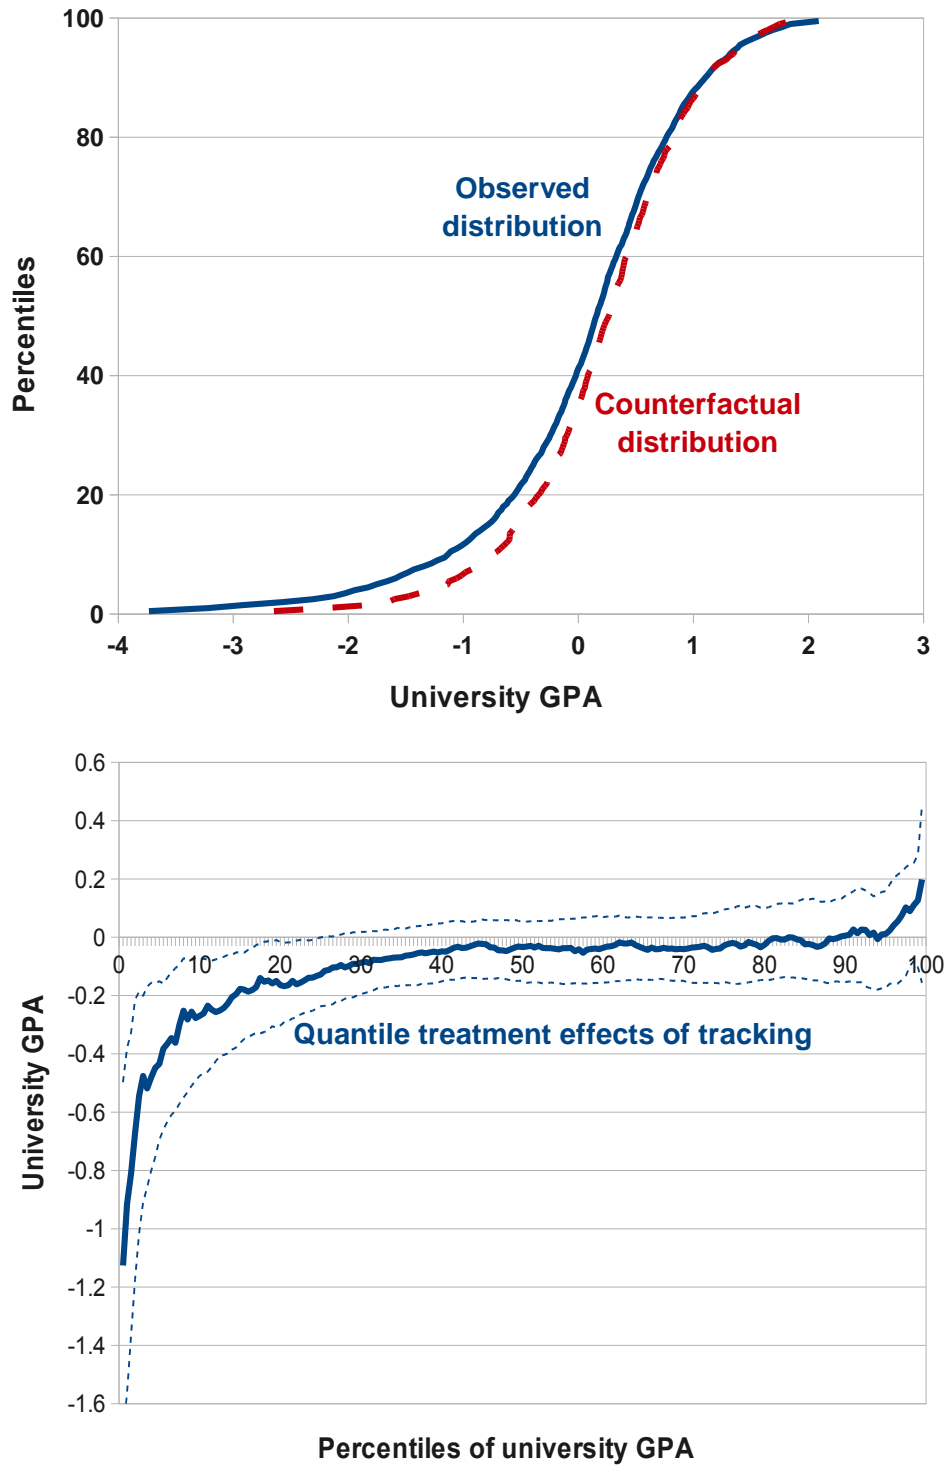 100
80
60
40
20
0
-4 -3 -2 -1 0 1 2 3
Percentiles
University GPA
Observed
distribution
Counterfactual
distribution
0.6
0.4
0.2
0
-0.2
-0.4
-0.6
-0.8
-1
-1.2
-1.4
-1.6
0 10 20 30 40 50 60 70 80 90 100
University GPA
Quantile treatment effects of tracking
Percentiles of university GPA